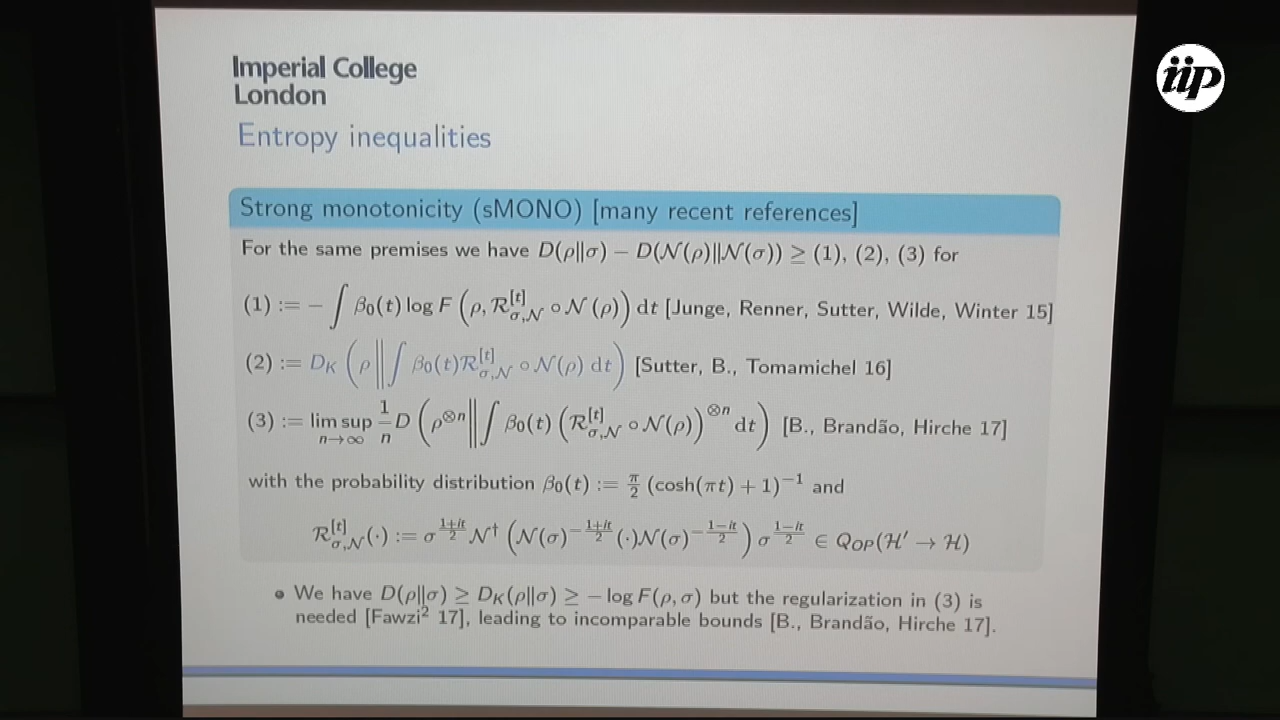 Imperial College
London
iip
Entropy inequalities
Strong monotonicity (sMONO) [many recent references]
For the same premises we have D(ρ‖σ) − D(𝒩(ρ)‖𝒩(σ)) ≥ (1), (2), (3) for
(1) := − ∫ β₀(t) log F (ρ, ℛ^{[t]}_{σ,𝒩} ∘ 𝒩(ρ)) dt [Junge, Renner, Sutter, Wilde, Winter 15]
(2) := D_K (ρ ‖ ∫ β₀(t)ℛ^{[t]}_{σ,𝒩} ∘ 𝒩(ρ) dt) [Sutter, B., Tomamichel 16]
(3) := lim sup_{n→∞} 1/n D (ρ^{⊗n} ‖ ∫ β₀(t) (ℛ^{[t]}_{σ,𝒩} ∘ 𝒩(ρ))^{⊗n} dt) [B., Brandão, Hirche 17]
with the probability distribution β₀(t) := π/2 (cosh(πt) + 1)^{−1} and
ℛ^{[t]}_{σ,𝒩}(·) := σ^{(1+it)/2} 𝒩† (𝒩(σ)^{−(1+it)/2} (·)𝒩(σ)^{−(1−it)/2}) σ^{(1−it)/2} ∈ Q_{OP}(ℋ′ → ℋ)
• We have D(ρ‖σ) ≥ D_K(ρ‖σ) ≥ − log F(ρ, σ) but the regularization in (3) is
needed [Fawzi² 17], leading to incomparable bounds [B., Brandão, Hirche 17].